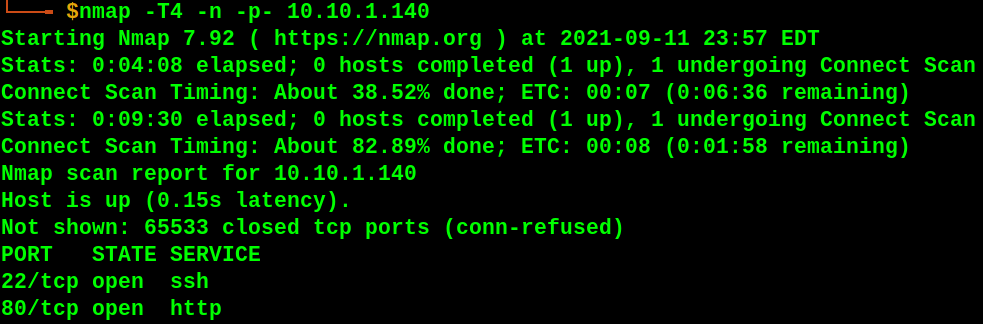 $nmap -T4 -n -p- 10.10.1.140
Starting Nmap 7.92 ( https://nmap.org ) at 2021-09-11 23:57 EDT
Stats: 0:04:08 elapsed; 0 hosts completed (1 up), 1 undergoing Connect Scan
Connect Scan Timing: About 38.52% done; ETC: 00:07 (0:06:36 remaining)
Stats: 0:09:30 elapsed; 0 hosts completed (1 up), 1 undergoing Connect Scan
Connect Scan Timing: About 82.89% done; ETC: 00:08 (0:01:58 remaining)
Nmap scan report for 10.10.1.140
Host is up (0.15s latency).
Not shown: 65533 closed tcp ports (conn-refused)
PORT   STATE SERVICE
22/tcp open  ssh
80/tcp open  http